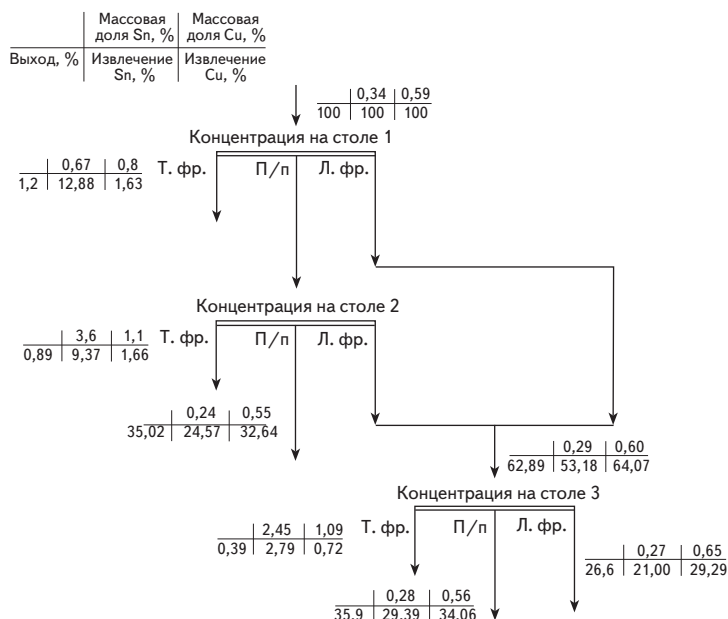 Массовая доля Sn, %
Массовая доля Cu, %
Выход, %
Извлечение Sn, %
Извлечение Cu, %
0,34 0,59
100 100 100
Концентрация на столе 1
0,67 0,8
1,2 12,88 1,63
Т. фр. П/п Л. фр.
Концентрация на столе 2
3,6 1,1
0,89 9,37 1,66
Т. фр. П/п Л. фр.
0,24 0,55
35,02 24,57 32,64
0,29 0,60
62,89 53,18 64,07
Концентрация на столе 3
2,45 1,09
0,39 2,79 0,72
Т. фр. П/п Л. фр.
0,27 0,65
26,6 21,00 29,29
0,28 0,56
35,9 29,39 34,06